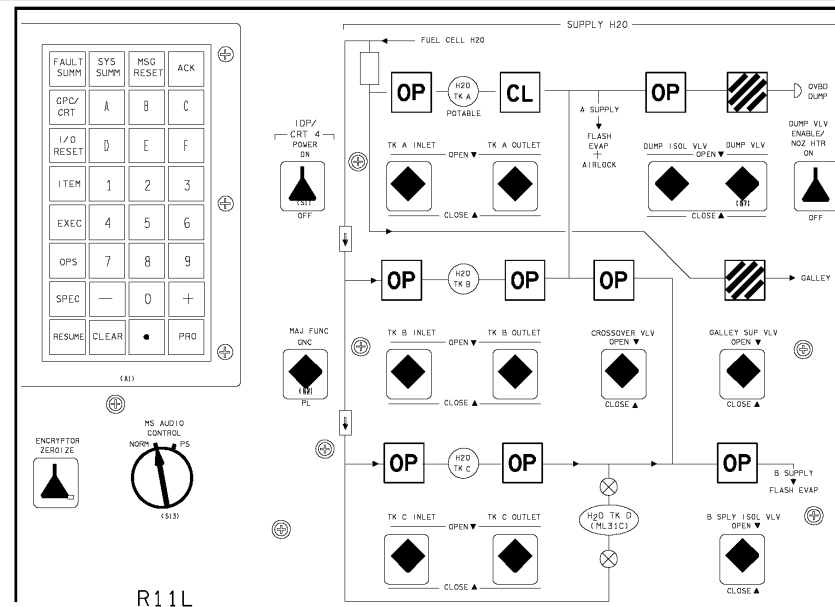 SUPPLY H2O
FUEL CELL H2O
FAULT SUMM
SYS SUMM
MSG RESET
ACK
GPC/ CRT
A
B
C
I/O RESET
D
E
F
ITEM
1
2
3
EXEC
4
5
6
OPS
7
8
9
SPEC
—
0
+
RESUME
CLEAR
•
PRO
(A1)
IDP/
CRT 4
POWER
ON
(S1)
OFF
MAJ FUNC
GNC
(S2)
PL
ENCRYPTOR
ZEROIZE
MS AUDIO
CONTROL
NORM
PS
(S13)
OP
H2O
TK A
POTABLE
CL
OP
OVBD
DUMP
A SUPPLY
FLASH
EVAP
+
AIRLOCK
TK A INLET
TK A OUTLET
OPEN ▼
CLOSE ▲
DUMP ISOL VLV
DUMP VLV
OPEN ▼
(S7)
CLOSE ▲
DUMP VLV
ENABLE/
NOZ HTR
ON
OFF
OP
H2O
TK B
OP
OP
GALLEY
TK B INLET
TK B OUTLET
OPEN ▼
CLOSE ▲
CROSSOVER VLV
OPEN ▼
CLOSE ▲
GALLEY SUP VLV
OPEN ▼
CLOSE ▲
OP
H2O
TK C
OP
OP
B SUPPLY
FLASH EVAP
H2O TK D
(ML31C)
TK C INLET
TK C OUTLET
OPEN ▼
CLOSE ▲
B SPLY ISOL VLV
OPEN ▼
CLOSE ▲
R11L